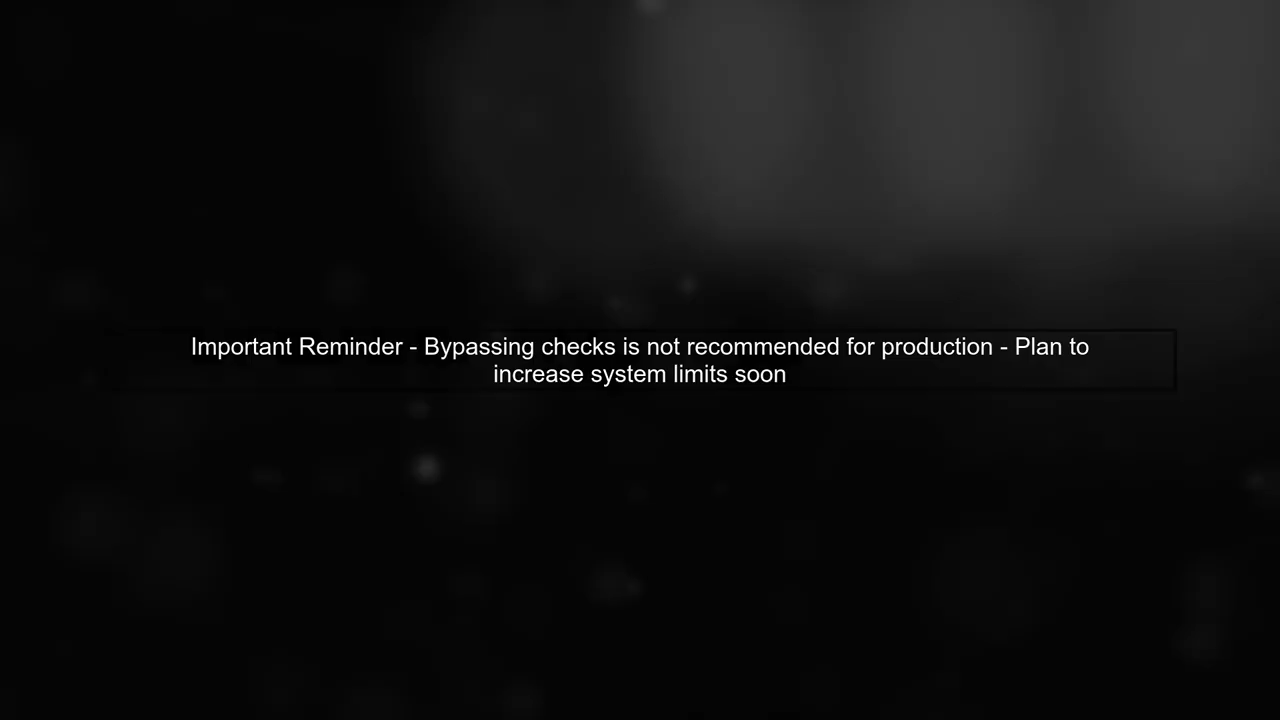 Important Reminder - Bypassing checks is not recommended for production - Plan to
increase system limits soon